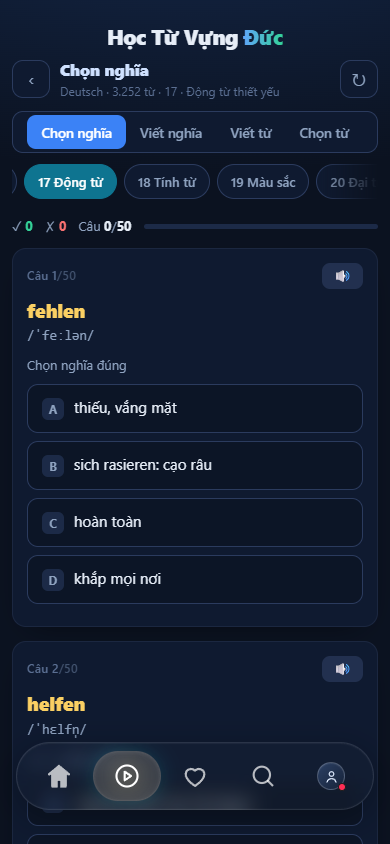 Học Từ Vựng Đức
Chọn nghĩa
Deutsch · 3.252 từ · 17 · Động từ thiết yếu
Chọn nghĩa Viết nghĩa Viết từ Chọn từ
17 Động từ 18 Tính từ 19 Màu sắc 20 Đại
✓ 0 ✗ 0 Câu 0/50
Câu 1/50
fehlen
/ˈfeːlən/
Chọn nghĩa đúng
A thiếu, vắng mặt
B sich rasieren: cạo râu
C hoàn toàn
D khắp mọi nơi
Câu 2/50
helfen
/ˈhɛlfn̩/